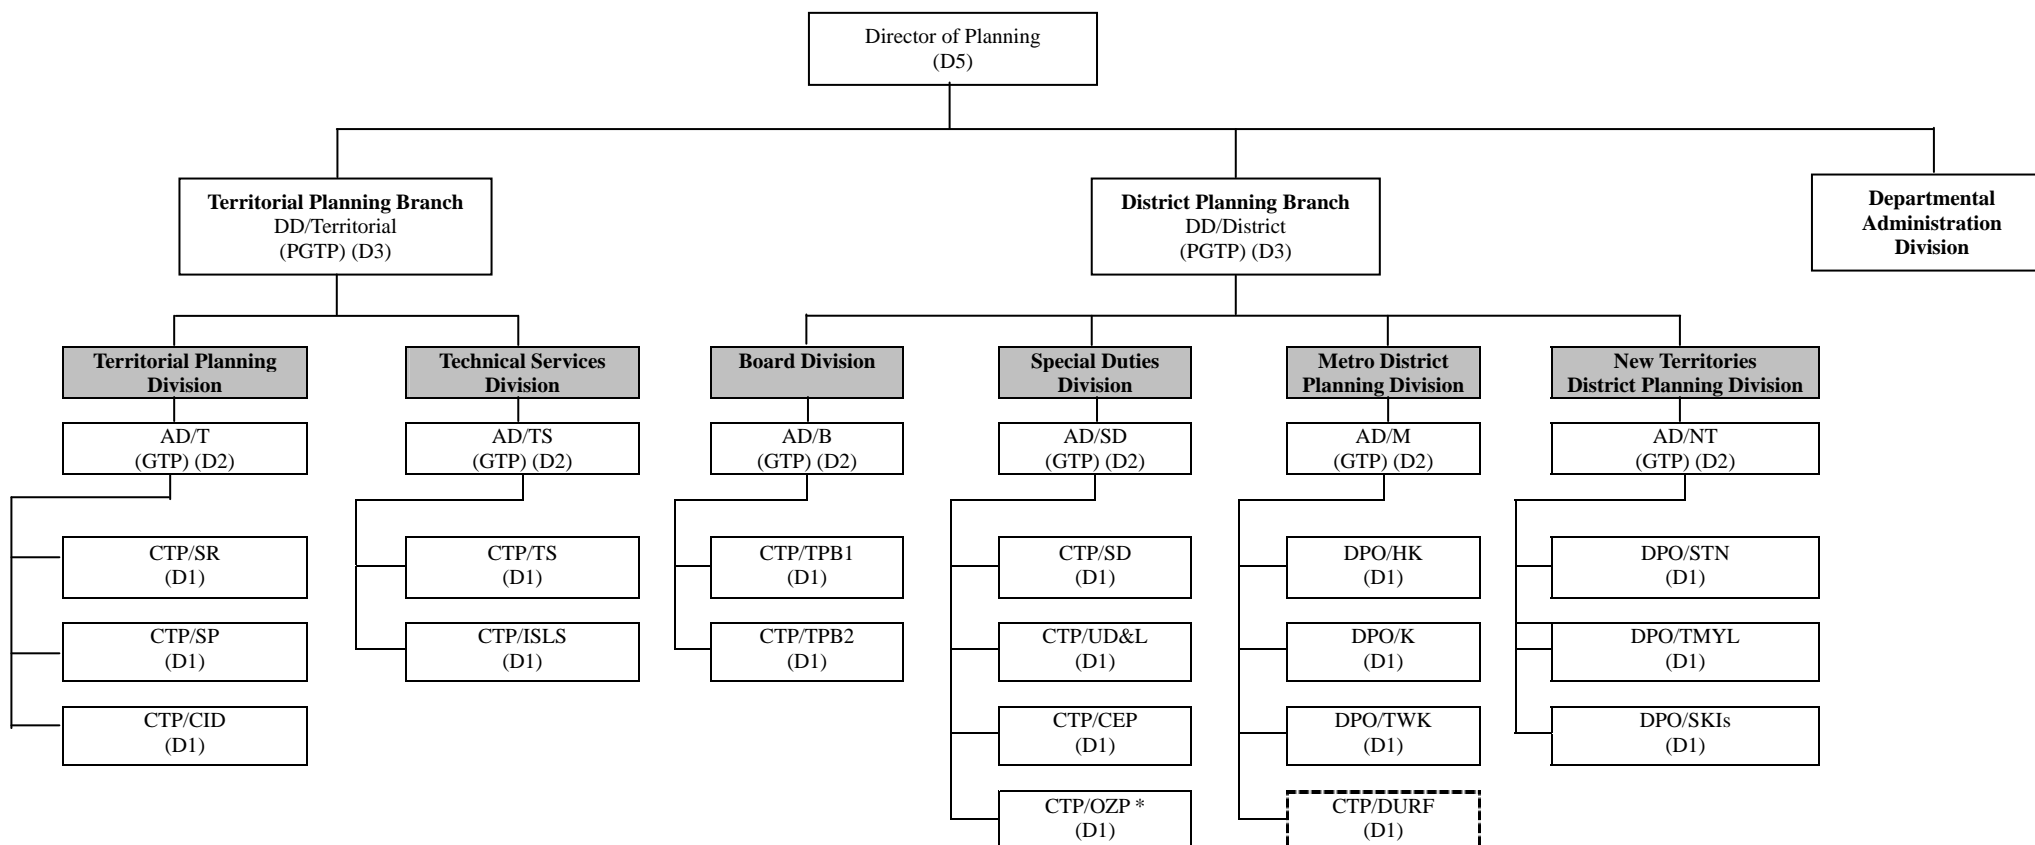 Director of Planning
(D5)
Territorial Planning Branch
DD/Territorial
(PGTP) (D3)
District Planning Branch
DD/District
(PGTP) (D3)
Departmental
Administration
Division
Territorial Planning
Division
Technical Services
Division
Board Division
Special Duties
Division
Metro District
Planning Division
New Territories
District Planning Division
AD/T
(GTP) (D2)
AD/TS
(GTP) (D2)
AD/B
(GTP) (D2)
AD/SD
(GTP) (D2)
AD/M
(GTP) (D2)
AD/NT
(GTP) (D2)
CTP/SR
(D1)
CTP/TS
(D1)
CTP/TPB1
(D1)
CTP/SD
(D1)
DPO/HK
(D1)
DPO/STN
(D1)
CTP/SP
(D1)
CTP/ISLS
(D1)
CTP/TPB2
(D1)
CTP/UD&L
(D1)
DPO/K
(D1)
DPO/TMYL
(D1)
CTP/CID
(D1)
CTP/CEP
(D1)
DPO/TWK
(D1)
DPO/SKIs
(D1)
CTP/OZP *
(D1)
CTP/DURF
(D1)